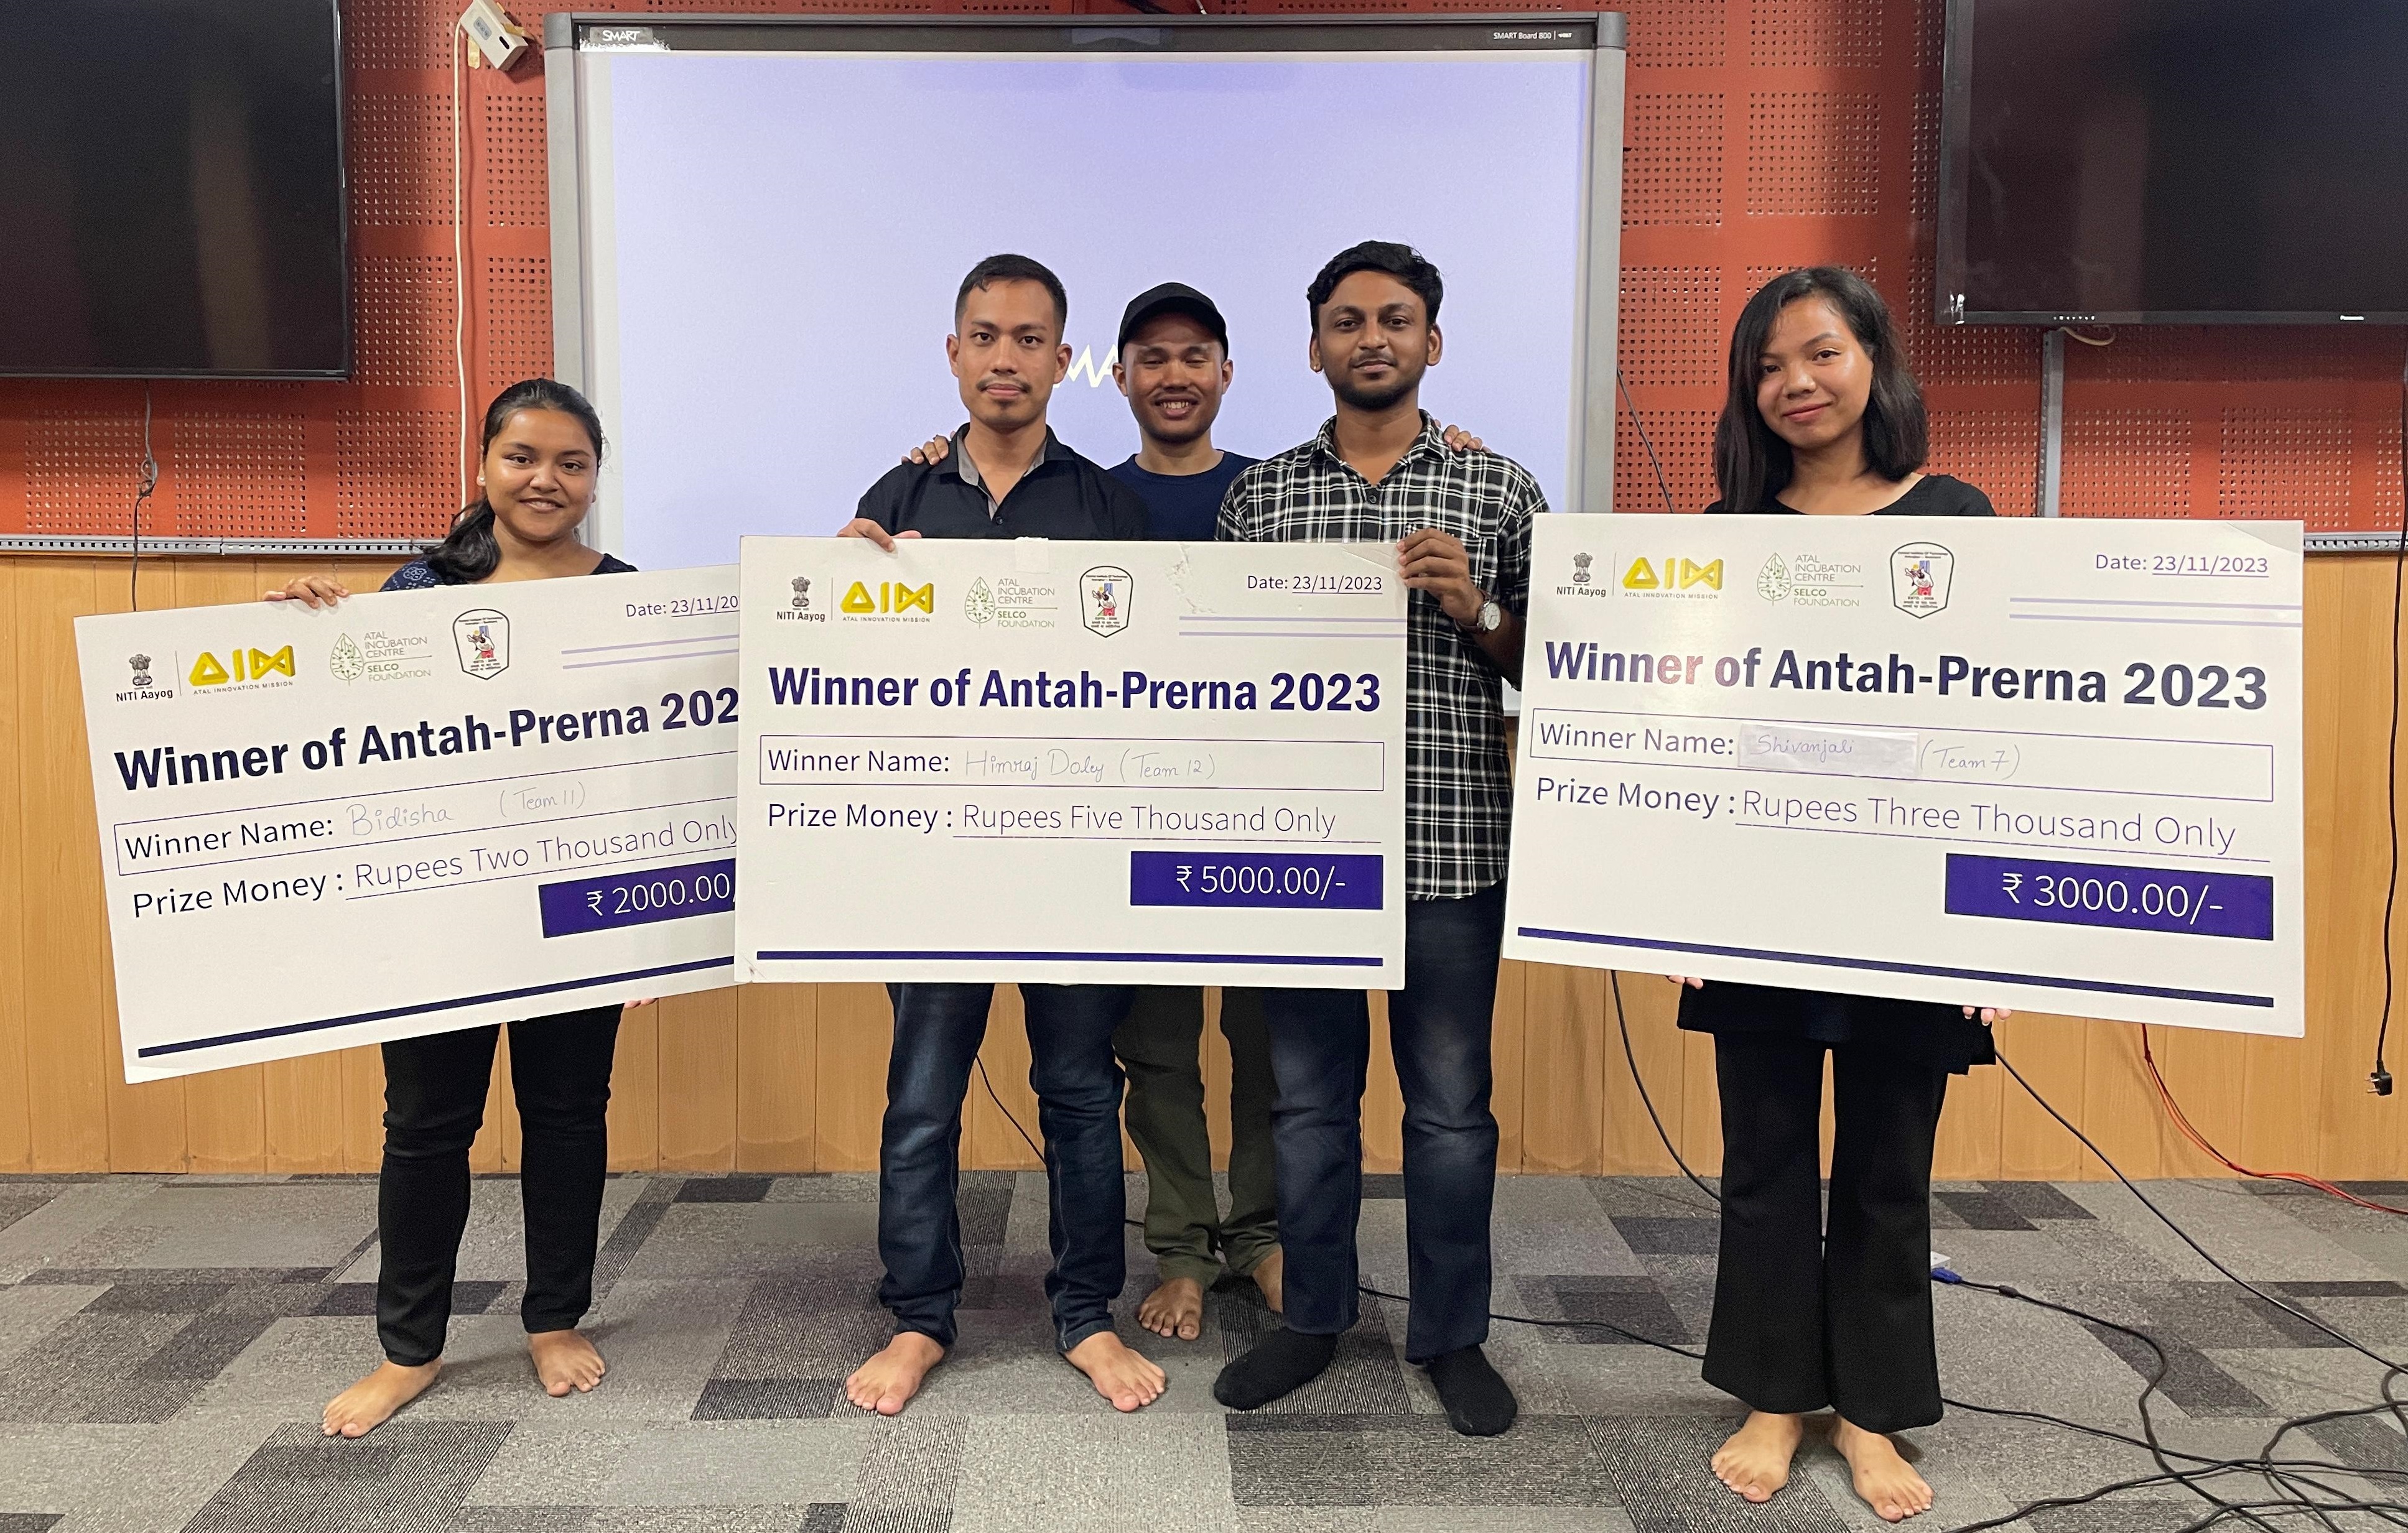 SMART
SMART Board 800
Panasonic
NITI Aayog
AIM
ATAL INNOVATION MISSION
ATAL
INCUBATION
CENTRE
SELCO
FOUNDATION
Date: 23/11/20
Winner of Antah-Prerna 202
Winner Name: Bidisha (Team 11)
Prize Money : Rupees Two Thousand Only
₹ 2000.00/
NITI Aayog
AIM
ATAL INNOVATION MISSION
ATAL
INCUBATION
CENTRE
SELCO
FOUNDATION
Date: 23/11/2023
Winner of Antah-Prerna 2023
Winner Name: Himraj Doley (Team 12)
Prize Money : Rupees Five Thousand Only
₹ 5000.00/-
NITI Aayog
AIM
ATAL INNOVATION MISSION
ATAL
INCUBATION
CENTRE
SELCO
FOUNDATION
Date: 23/11/2023
Winner of Antah-Prerna 2023
Winner Name: Shivanjali (Team 7)
Prize Money : Rupees Three Thousand Only
₹ 3000.00/-